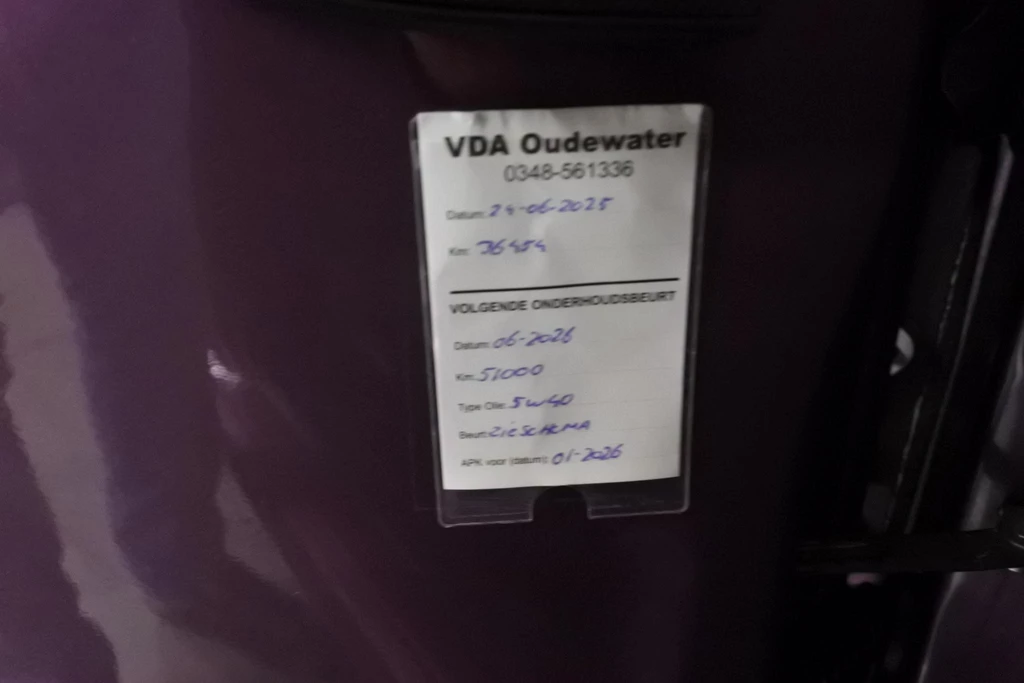 VDA Oudewater
0348-561336
Datum: 24-06-2025
Km: 36454
VOLGENDE ONDERHOUDSBEURT
Datum: 06-2026
Km: 51000
Type Olie: 5W40
Beurt: ZIE SCHEMA
APK voor (datum): 01-2026